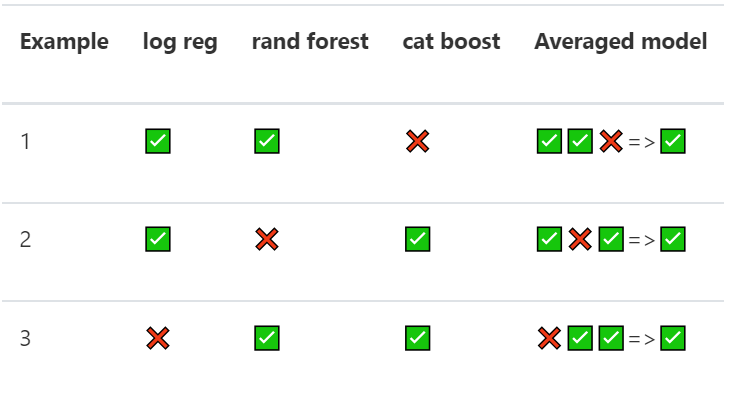 Example log reg rand forest cat boost Averaged model
1 ✅ ✅ ❌ ✅✅❌=>✅
2 ✅ ❌ ✅ ✅❌✅=>✅
3 ❌ ✅ ✅ ❌✅✅=>✅